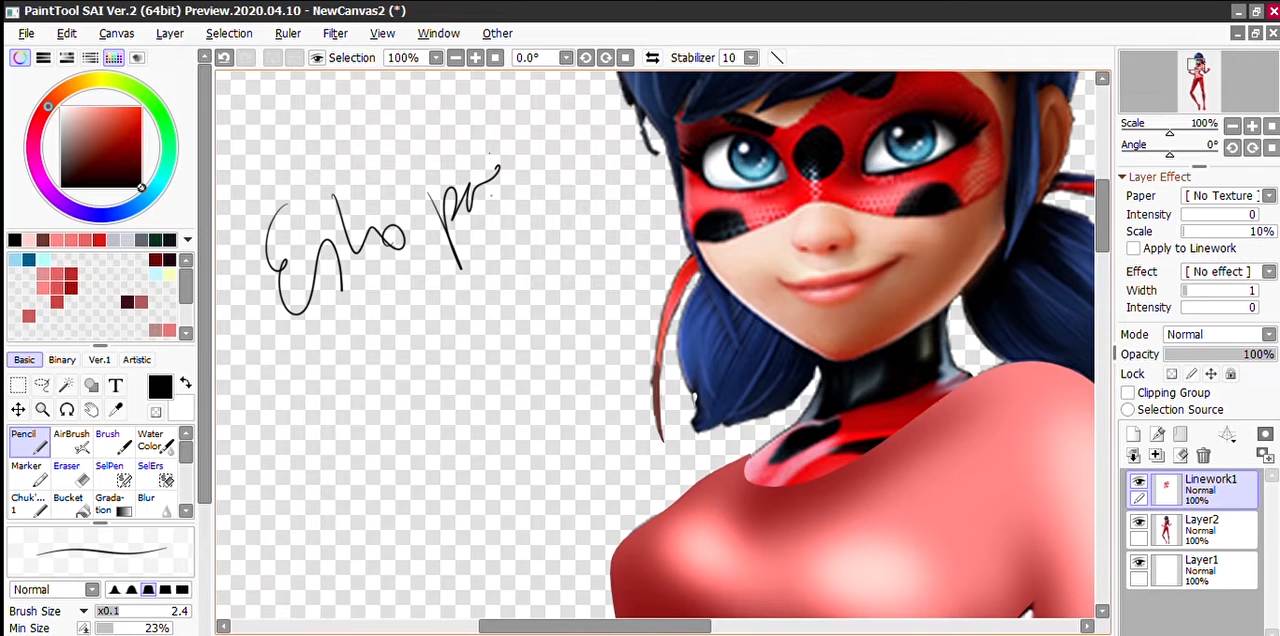 PaintTool SAI Ver.2 (64bit) Preview.2020.04.10 - NewCanvas2 (*)
File Edit Canvas Layer Selection Ruler Filter View Window Other
Selection 100% 0.0° Stabilizer 10
Scale 100%
Angle 0°
Layer Effect
Paper [ No Texture ]
Intensity 0
Scale 10%
Apply to Linework
Effect [ No effect ]
Width 1
Intensity 0
Mode Normal
Opacity 100%
Lock
Clipping Group
Selection Source
Linework1
Normal
100%
Layer2
Normal
100%
Layer1
Normal
100%
Basic Binary Ver.1 Artistic
T
Pencil AirBrush Brush Water Color
Marker Eraser SelPen SelErs
Chuk'... 1 Bucket Grada-tion Blur
Normal
Brush Size x0.1 2.4
Min Size 23%